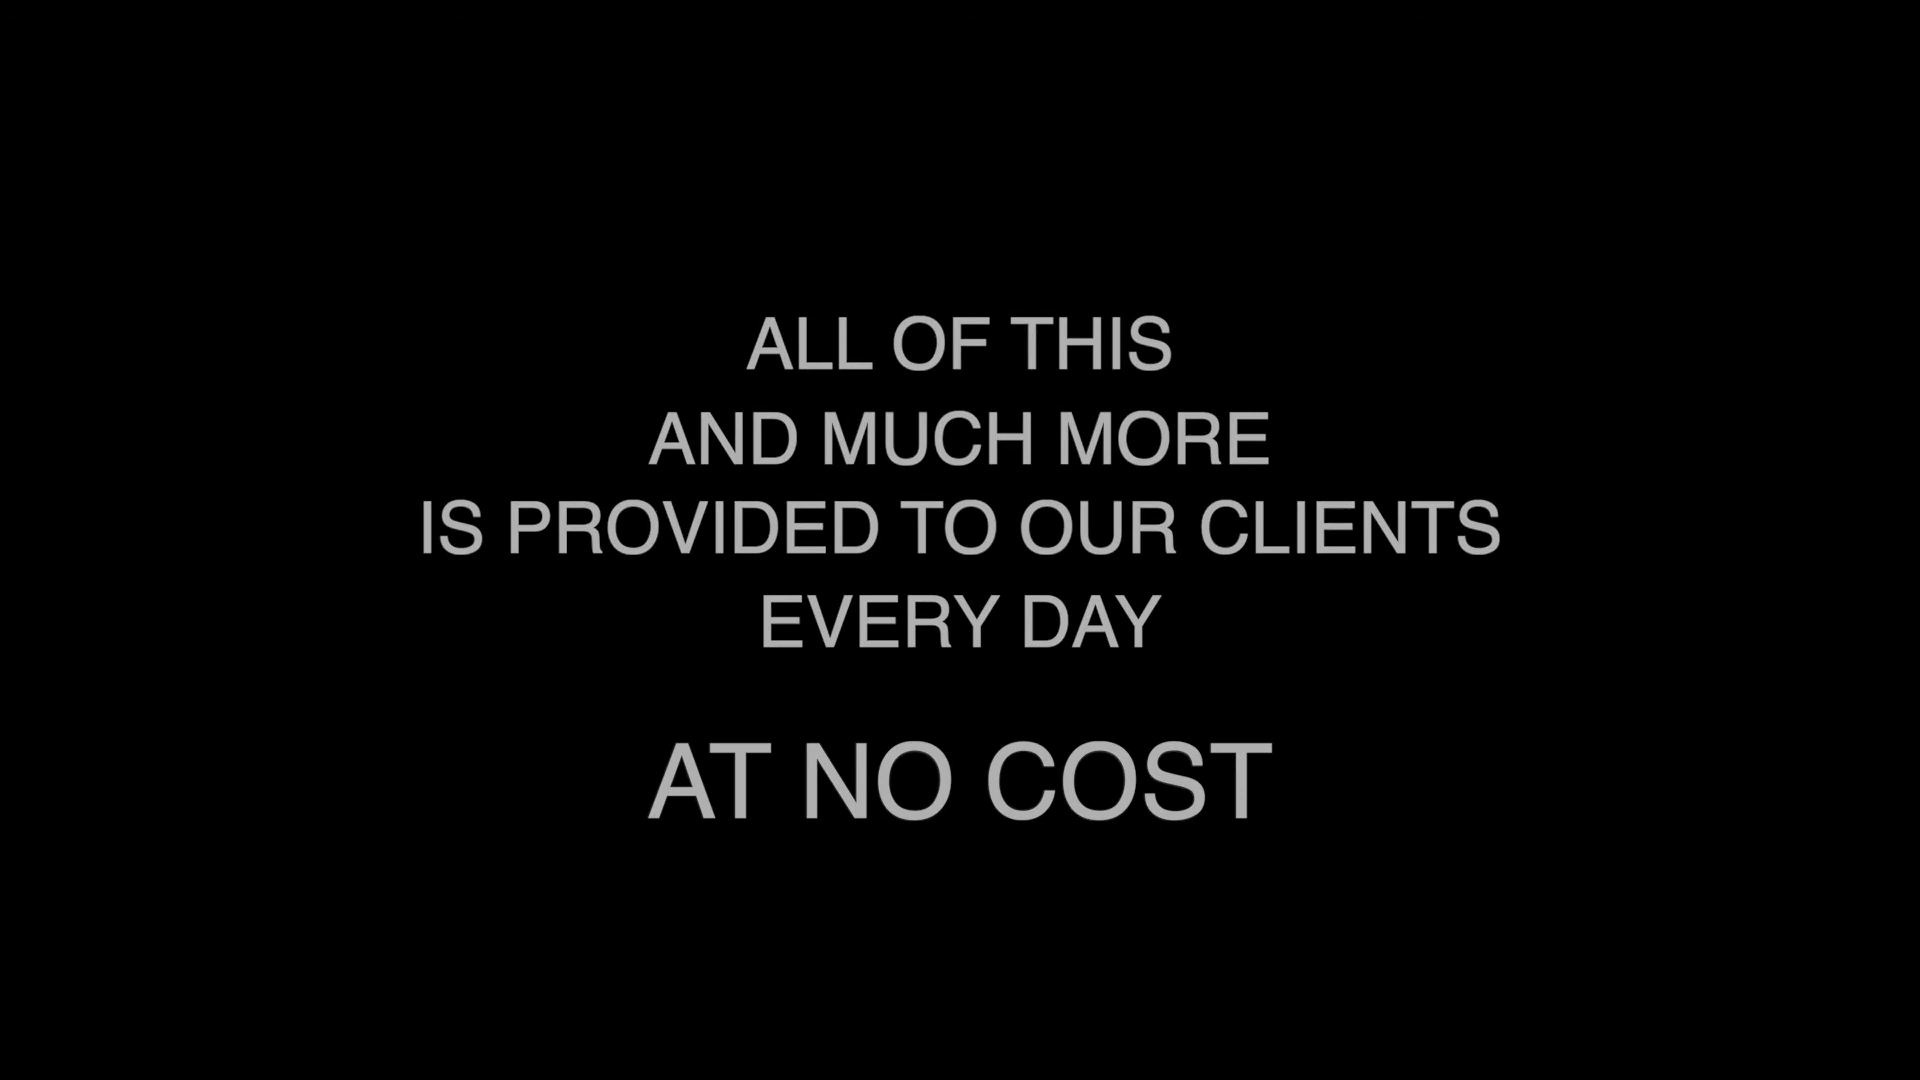 ALL OF THIS
AND MUCH MORE
IS PROVIDED TO OUR CLIENTS
EVERY DAY
AT NO COST